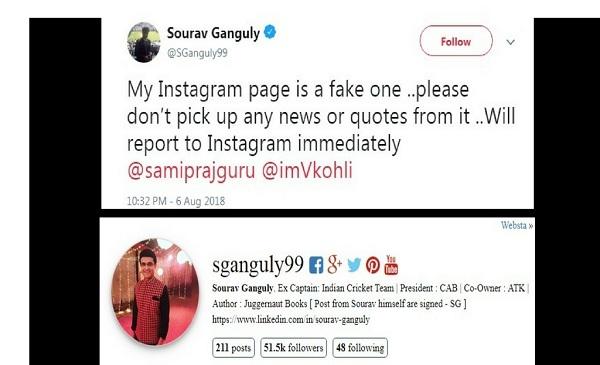 Sourav Ganguly
@SGanguly99
Follow
My Instagram page is a fake one ..please
don't pick up any news or quotes from it ..Will
report to Instagram immediately
@samiprajguru @imVkohli
10:32 PM - 6 Aug 2018
Websta »
sganguly99
Sourav Ganguly. Ex Captain: Indian Cricket Team | President : CAB | Co-Owner : ATK |
Author : Juggernaut Books [ Post from Sourav himself are signed - SG ]
https://www.linkedin.com/in/sourav-ganguly
211 posts 51.5k followers 48 following